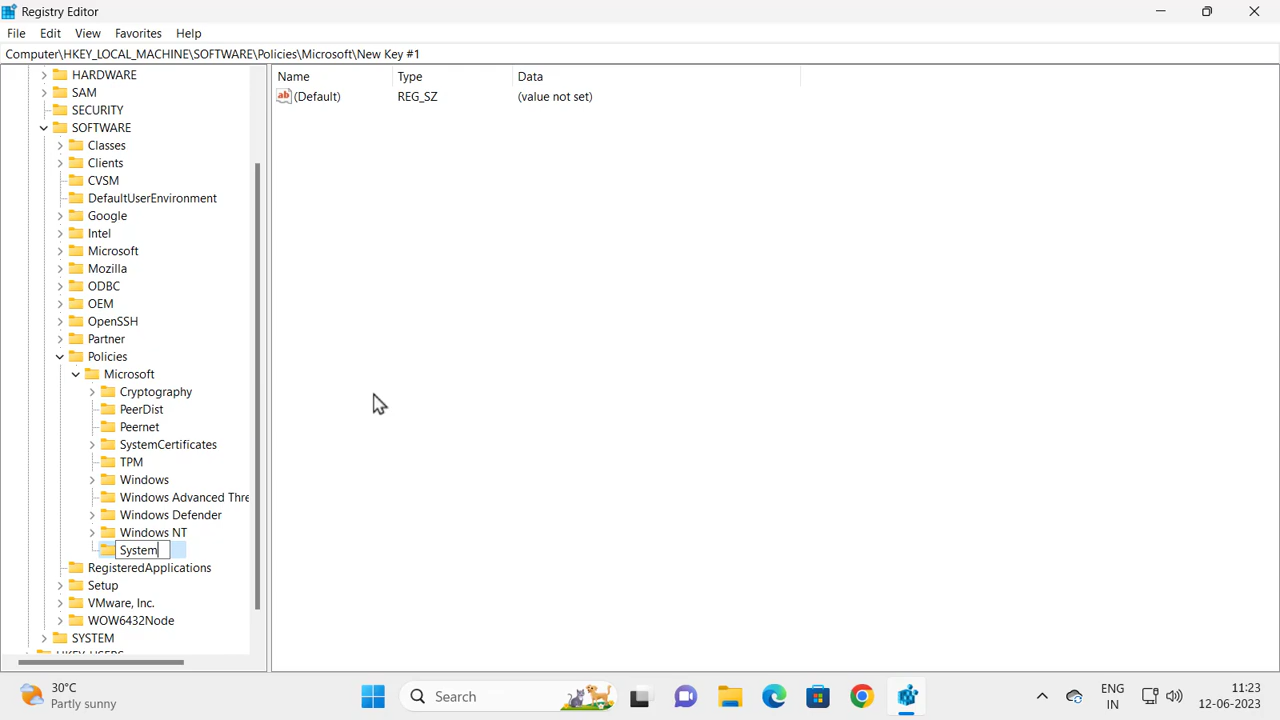 Registry Editor
File Edit View Favorites Help
Computer\HKEY_LOCAL_MACHINE\SOFTWARE\Policies\Microsoft\New Key #1
Name Type Data
(Default) REG_SZ (value not set)
HARDWARE
SAM
SECURITY
SOFTWARE
Classes
Clients
CVSM
DefaultUserEnvironment
Google
Intel
Microsoft
Mozilla
ODBC
OEM
OpenSSH
Partner
Policies
Microsoft
Cryptography
PeerDist
Peernet
SystemCertificates
TPM
Windows
Windows Advanced Thre
Windows Defender
Windows NT
System
RegisteredApplications
Setup
VMware, Inc.
WOW6432Node
SYSTEM
HKEY_USERS
30°C
Partly sunny
Search
ENG
IN
11:23
12-06-2023